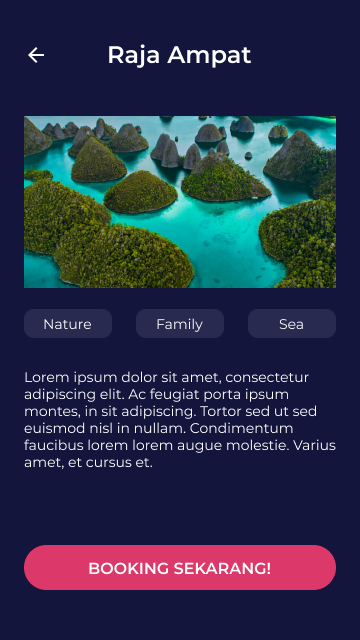 Raja Ampat
Nature
Family
Sea
Lorem ipsum dolor sit amet, consectetur
adipiscing elit. Ac feugiat porta ipsum
montes, in sit adipiscing. Tortor sed ut sed
euismod nisl in nullam. Condimentum
faucibus lorem lorem augue molestie. Varius
amet, et cursus et.
BOOKING SEKARANG!